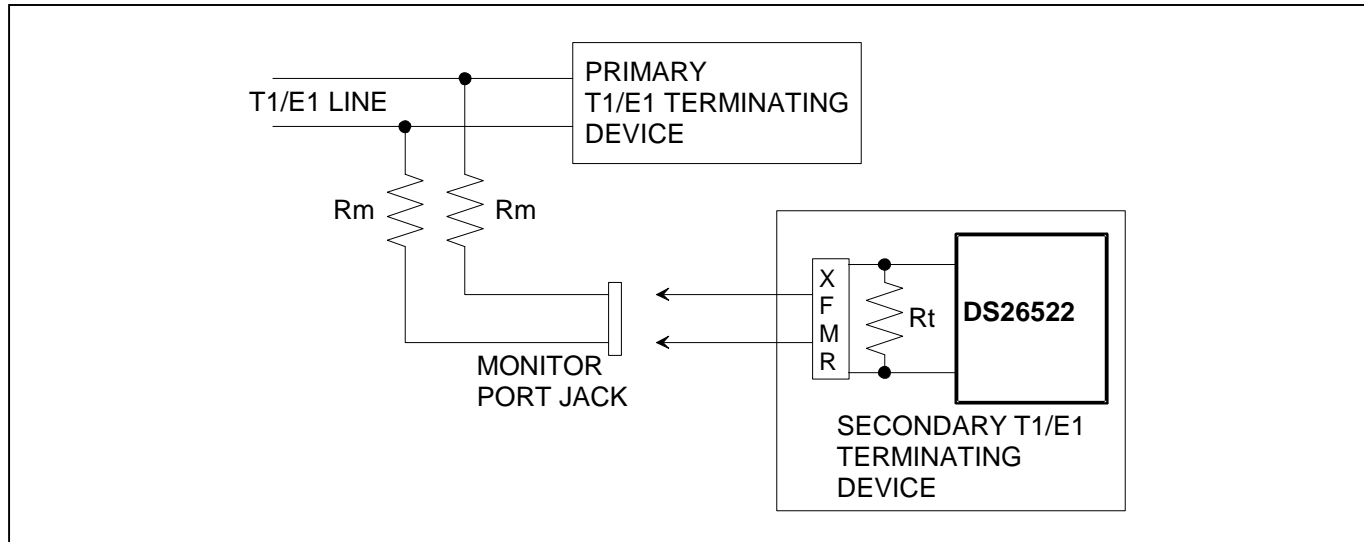 PRIMARY
T1/E1 TERMINATING
DEVICE
T1/E1 LINE
Rm
Rm
X
F
M
R
Rt
DS26522
MONITOR
PORT JACK
SECONDARY T1/E1
TERMINATING
DEVICE